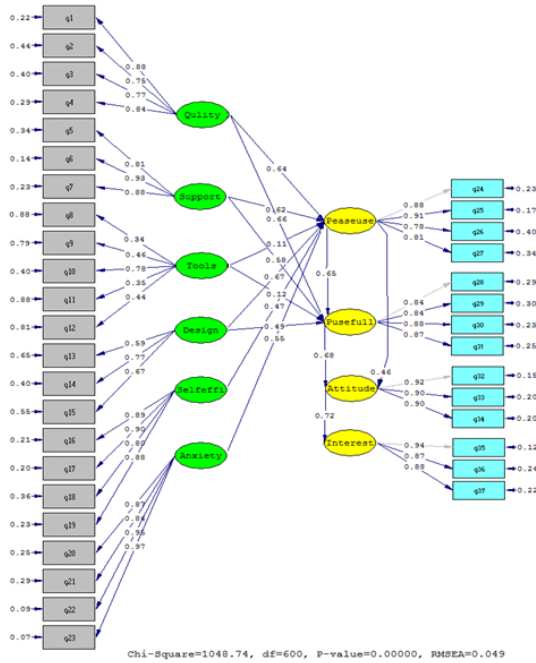 0.22 q1
0.44 q2
0.40 q3
0.29 q4
0.34 q5
0.14 q6
0.23 q7
0.88 q8
0.79 q9
0.40 q10
0.88 q11
0.81 q12
0.65 q13
0.40 q14
0.55 q15
0.21 q16
0.20 q17
0.36 q18
0.23 q19
0.25 q20
0.29 q21
0.09 q22
0.07 q23
0.88
0.75
0.77
0.84
0.81
0.93
0.88
0.34
0.46
0.78
0.35
0.44
0.59
0.77
0.67
0.89
0.90
0.80
0.88
0.87
0.84
0.95
0.97
Qulity
Support
Tools
Design
Selfeffi
Anxiety
0.64
0.66
0.62
0.11
0.58
0.67
0.12
0.47
0.49
0.55
Peaseuse
0.65
Pusefull
0.68
0.46
Attitude
0.72
Interest
0.88 q24 0.23
0.91 q25 0.17
0.78 q26 0.40
0.81 q27 0.34
0.84 q28 0.29
0.84 q29 0.30
0.88 q30 0.23
0.87 q31 0.25
0.92 q32 0.15
0.90 q33 0.20
0.90 q34 0.20
0.94 q35 0.12
0.87 q36 0.24
0.88 q37 0.22
Chi-Square=1048.74, df=600, P-value=0.00000, RMSEA=0.049